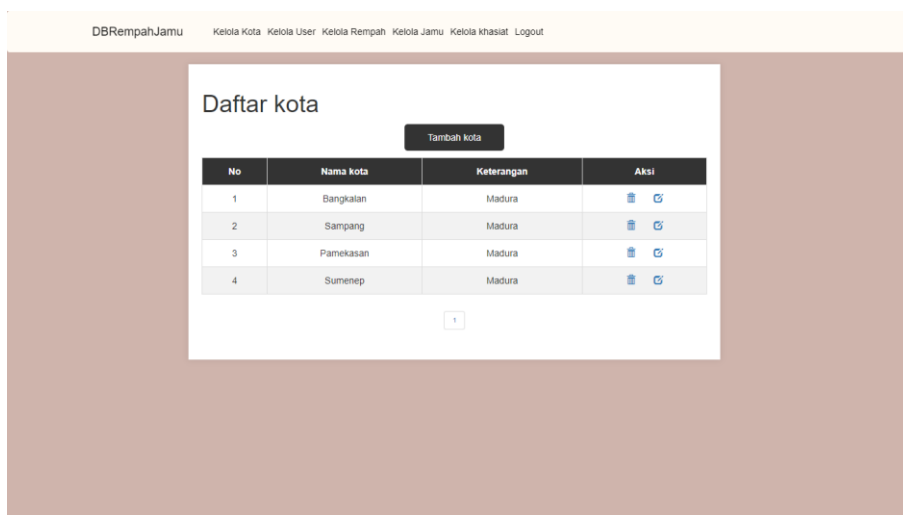 DBRempahJamu Kelola Kota Kelola User Kelola Rempah Kelola Jamu Kelola khasiat Logout
Daftar kota
Tambah kota
No Nama kota Keterangan Aksi
1 Bangkalan Madura
2 Sampang Madura
3 Pamekasan Madura
4 Sumenep Madura
1